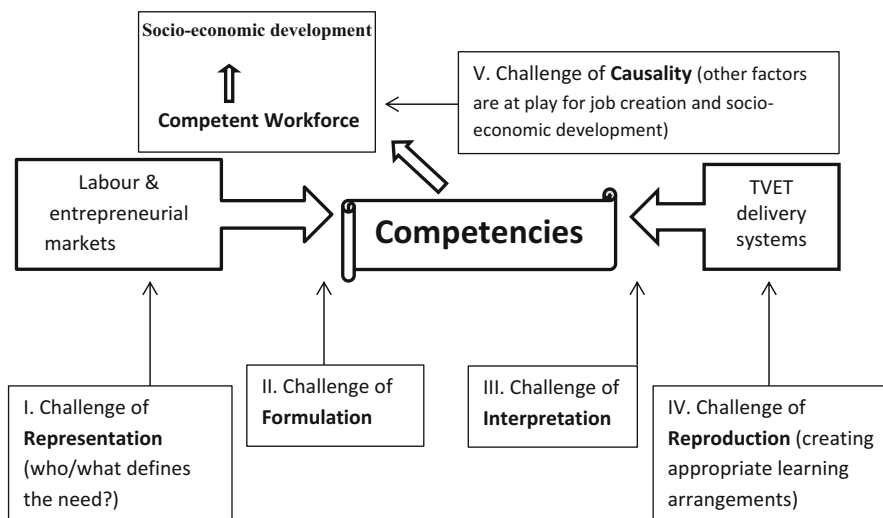 Socio-economic development
Competent Workforce
V. Challenge of Causality (other factors
are at play for job creation and socio-
economic development)
Labour &
entrepreneurial
markets
Competencies
TVET
delivery
systems
I. Challenge of
Representation
(who/what defines
the need?)
II. Challenge of
Formulation
III. Challenge of
Interpretation
IV. Challenge of
Reproduction (creating
appropriate learning
arrangements)